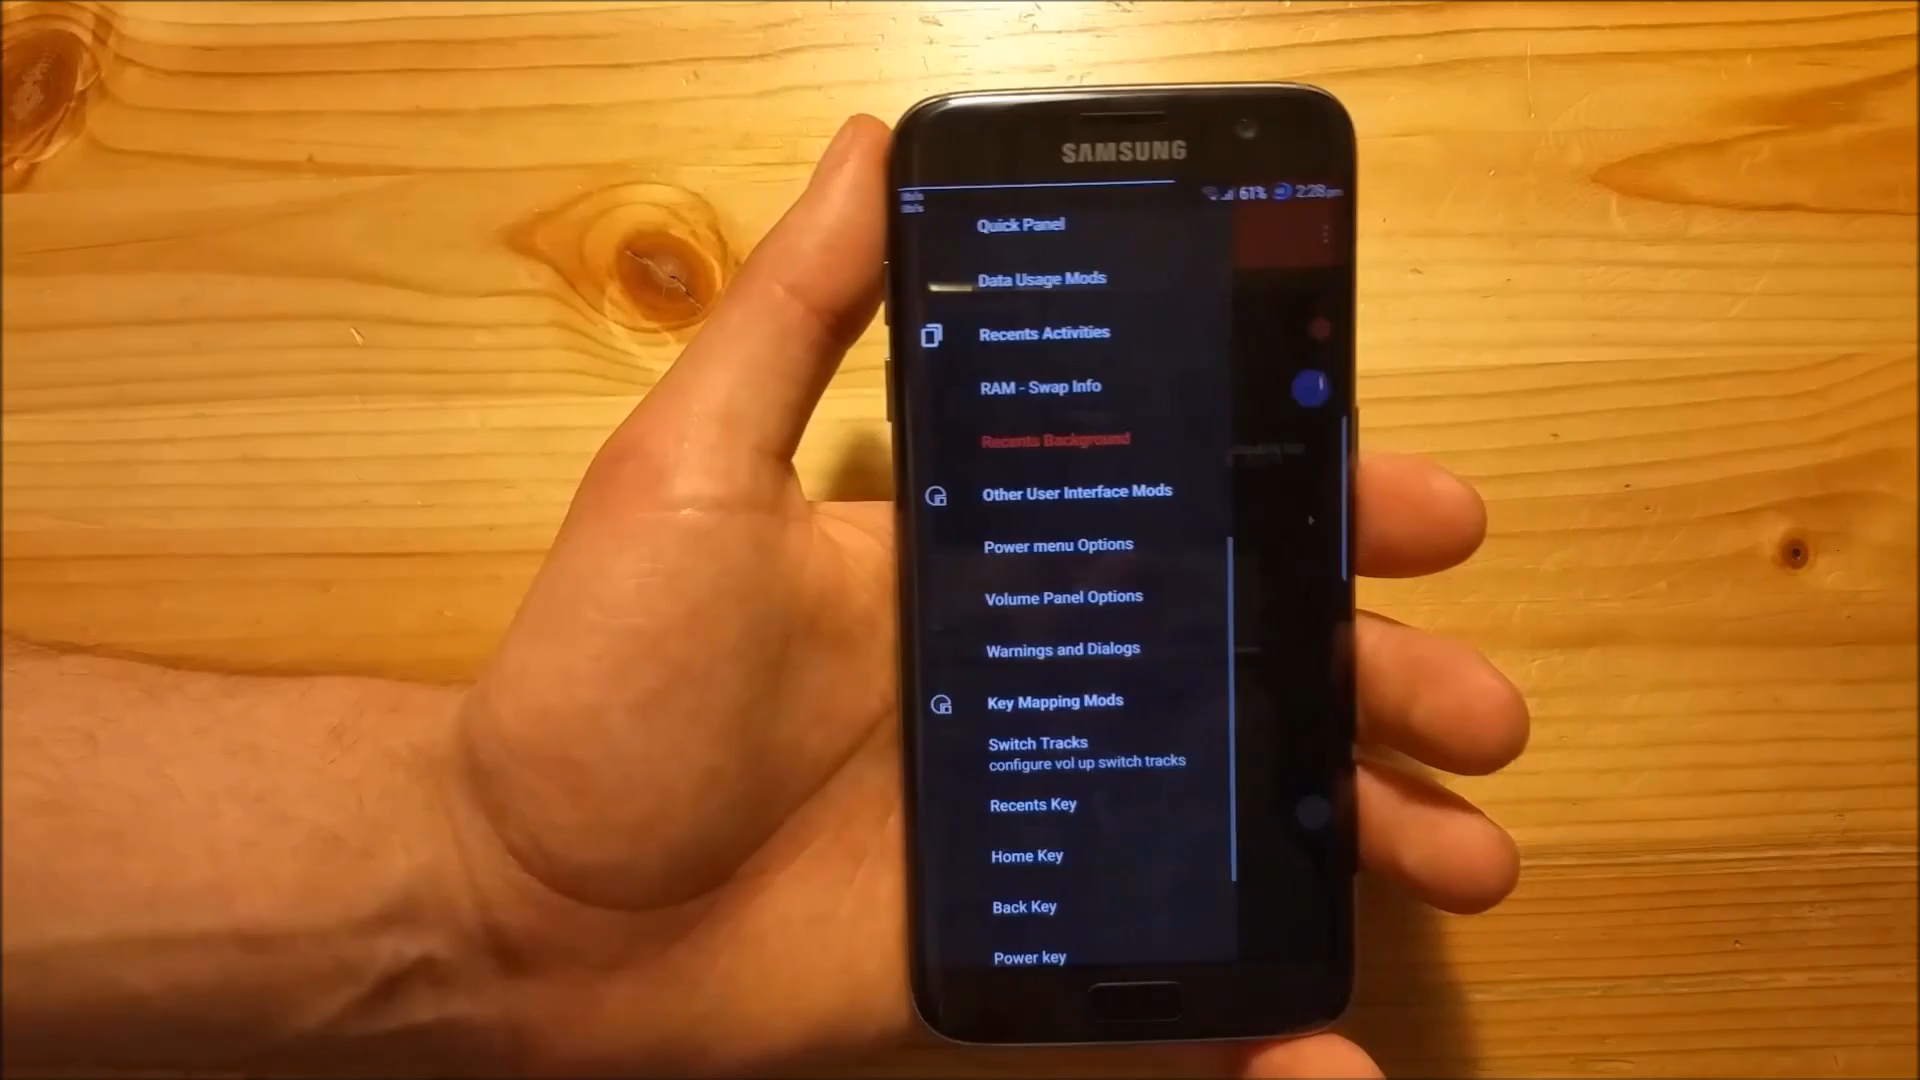 SAMSUNG
61% 2:28pm
Quick Panel
Data Usage Mods
Recents Activities
RAM - Swap Info
Recents Background
Other User Interface Mods
Power menu Options
Volume Panel Options
Warnings and Dialogs
Key Mapping Mods
Switch Tracks
configure vol up switch tracks
Recents Key
Home Key
Back Key
Power key